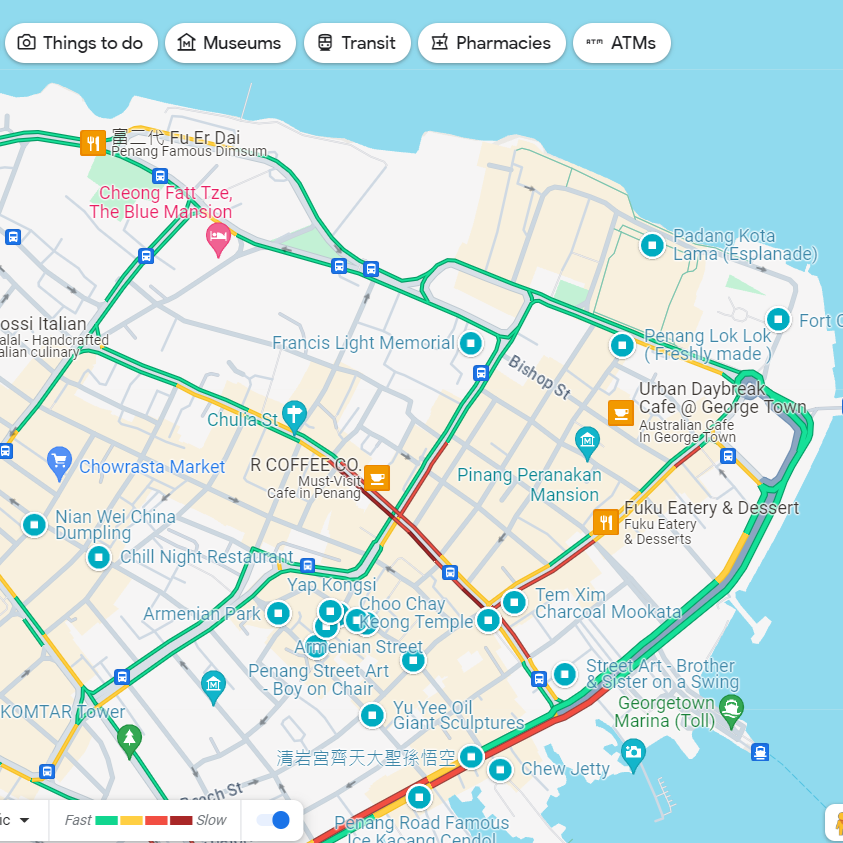 Things to do
Museums
Transit
Pharmacies
ATM
ATMs
富二代 Fu Er Dai
Penang Famous Dimsum
Cheong Fatt Tze,
The Blue Mansion
Padang Kota
Lama (Esplanade)
ossi Italian
alal - Handcrafted
alian culinary
Francis Light Memorial
Penang Lok Lok
( Freshly made )
Fort C
Bishop St
Urban Daybreak
Cafe @ George Town
Australian Cafe
In George Town
Chulia St
Chowrasta Market
R COFFEE CO.
Must-Visit
Cafe in Penang
Pinang Peranakan
Mansion
Nian Wei China
Dumpling
Fuku Eatery & Dessert
Fuku Eatery
& Desserts
Chill Night Restaurant
Yap Kongsi
Choo Chay
Keong Temple
Tem Xim
Charcoal Mookata
Armenian Park
Armenian Street
Penang Street Art
- Boy on Chair
Street Art - Brother
& Sister on a Swing
KOMTAR Tower
Yu Yee Oil
Giant Sculptures
Georgetown
Marina (Toll)
清岩宮齊天大聖孫悟空
Chew Jetty
Beach St
ic
Fast
Slow
Penang Road Famous
Ice Kacang Cendol